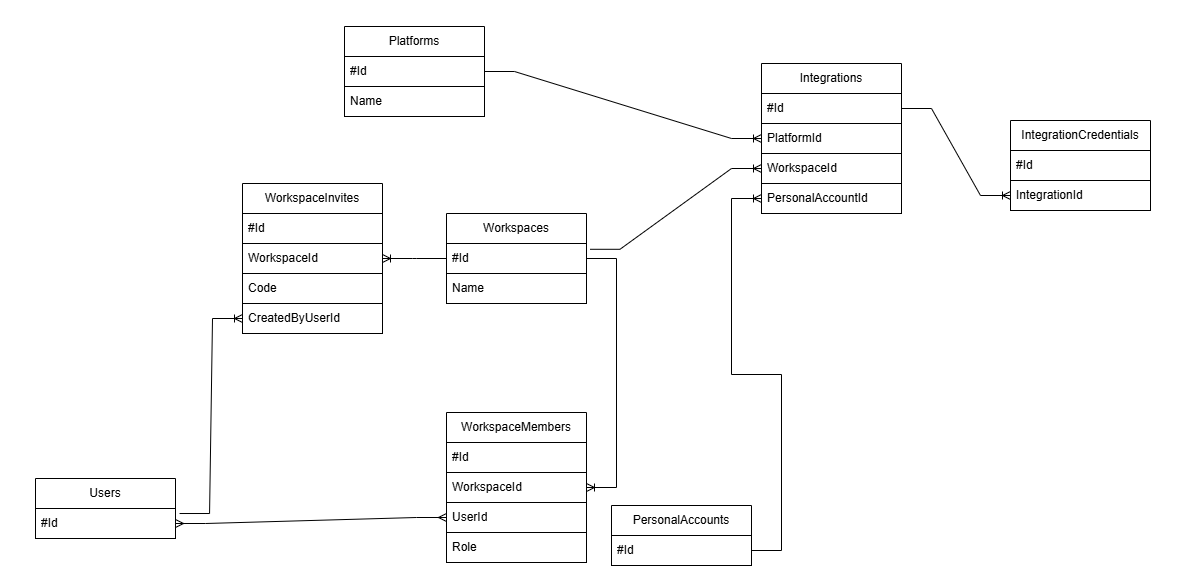 Platforms
#Id
Name
Integrations
#Id
PlatformId
WorkspaceId
PersonalAccountId
IntegrationCredentials
#Id
IntegrationId
WorkspaceInvites
#Id
WorkspaceId
Code
CreatedByUserId
Workspaces
#Id
Name
WorkspaceMembers
#Id
WorkspaceId
UserId
Role
Users
#Id
PersonalAccounts
#Id